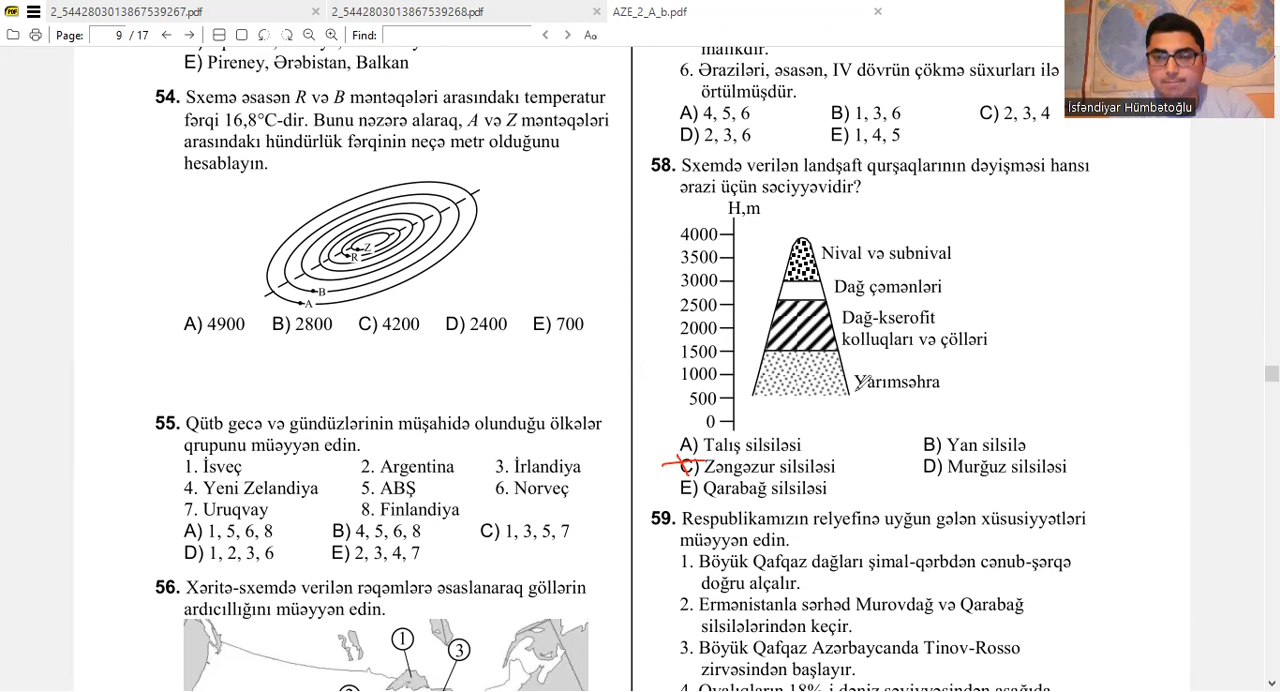 2_5442803013867539267.pdf
2_5442803013867539268.pdf
AZE_2_A_b.pdf
Page: 9 / 17
Find:
E) Pireney, Ərəbistan, Balkan
54. Sxemə əsasən R və B məntəqələri arasındakı temperatur
fərqi 16,8°C-dir. Bunu nəzərə alaraq, A və Z məntəqələri
arasındakı hündürlük fərqinin neçə metr olduğunu
hesablayın.
Z
R
B
A
A) 4900 B) 2800 C) 4200 D) 2400 E) 700
55. Qütb gecə və gündüzlərinin müşahidə olunduğu ölkələr
qrupunu müəyyən edin.
1. İsveç 2. Argentina 3. İrlandiya
4. Yeni Zelandiya 5. ABŞ 6. Norveç
7. Uruqvay 8. Finlandiya
A) 1, 5, 6, 8 B) 4, 5, 6, 8 C) 1, 3, 5, 7
D) 1, 2, 3, 6 E) 2, 3, 4, 7
56. Xəritə-sxemdə verilən rəqəmlərə əsaslanaraq göllərin
ardıcıllığını müəyyən edin.
1
3
malikdir.
6. Əraziləri, əsasən, IV dövrün çökmə süxurları ilə
örtülmüşdür.
A) 4, 5, 6 B) 1, 3, 6 C) 2, 3, 4
D) 2, 3, 6 E) 1, 4, 5
58. Sxemdə verilən landşaft qurşaqlarının dəyişməsi hansı
ərazi üçün səciyyəvidir?
H,m
4000
3500
3000
2500
2000
1500
1000
500
0
Nival və subnival
Dağ çəmənləri
Dağ-kserofit
kolluqları və çölləri
Yarımsəhra
A) Talış silsiləsi B) Yan silsilə
C) Zəngəzur silsiləsi D) Murğuz silsiləsi
E) Qarabağ silsiləsi
59. Respublikamızın relyefinə uyğun gələn xüsusiyyətləri
müəyyən edin.
1. Böyük Qafqaz dağları şimal-qərbdən cənub-şərqə
doğru alçalır.
2. Ermənistanla sərhəd Murovdağ və Qarabağ
silsilələrindən keçir.
3. Böyük Qafqaz Azərbaycanda Tinov-Rosso
zirvəsindən başlayır.
4. Ovalıqların 18%-i dəniz səviyyəsindən aşağıda
İsfəndiyar Hümbətoğlu